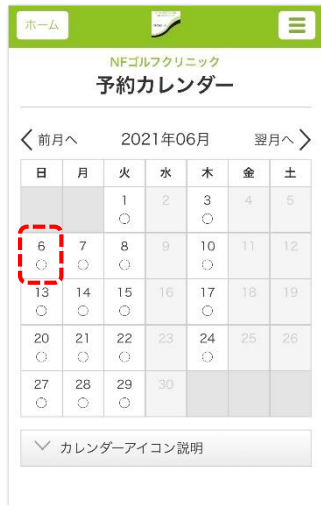 ホーム
NFゴルフクリニック
予約カレンダー
前月へ 2021年06月 翌月へ
日 月 火 水 木 金 土
1 2 3 4 5
○ ○
6 7 8 9 10 11 12
○ ○ ○ ○
13 14 15 16 17 18 19
○ ○ ○ ○
20 21 22 23 24 25 26
○ ○ ○ ○
27 28 29 30
○ ○ ○
カレンダーアイコン説明